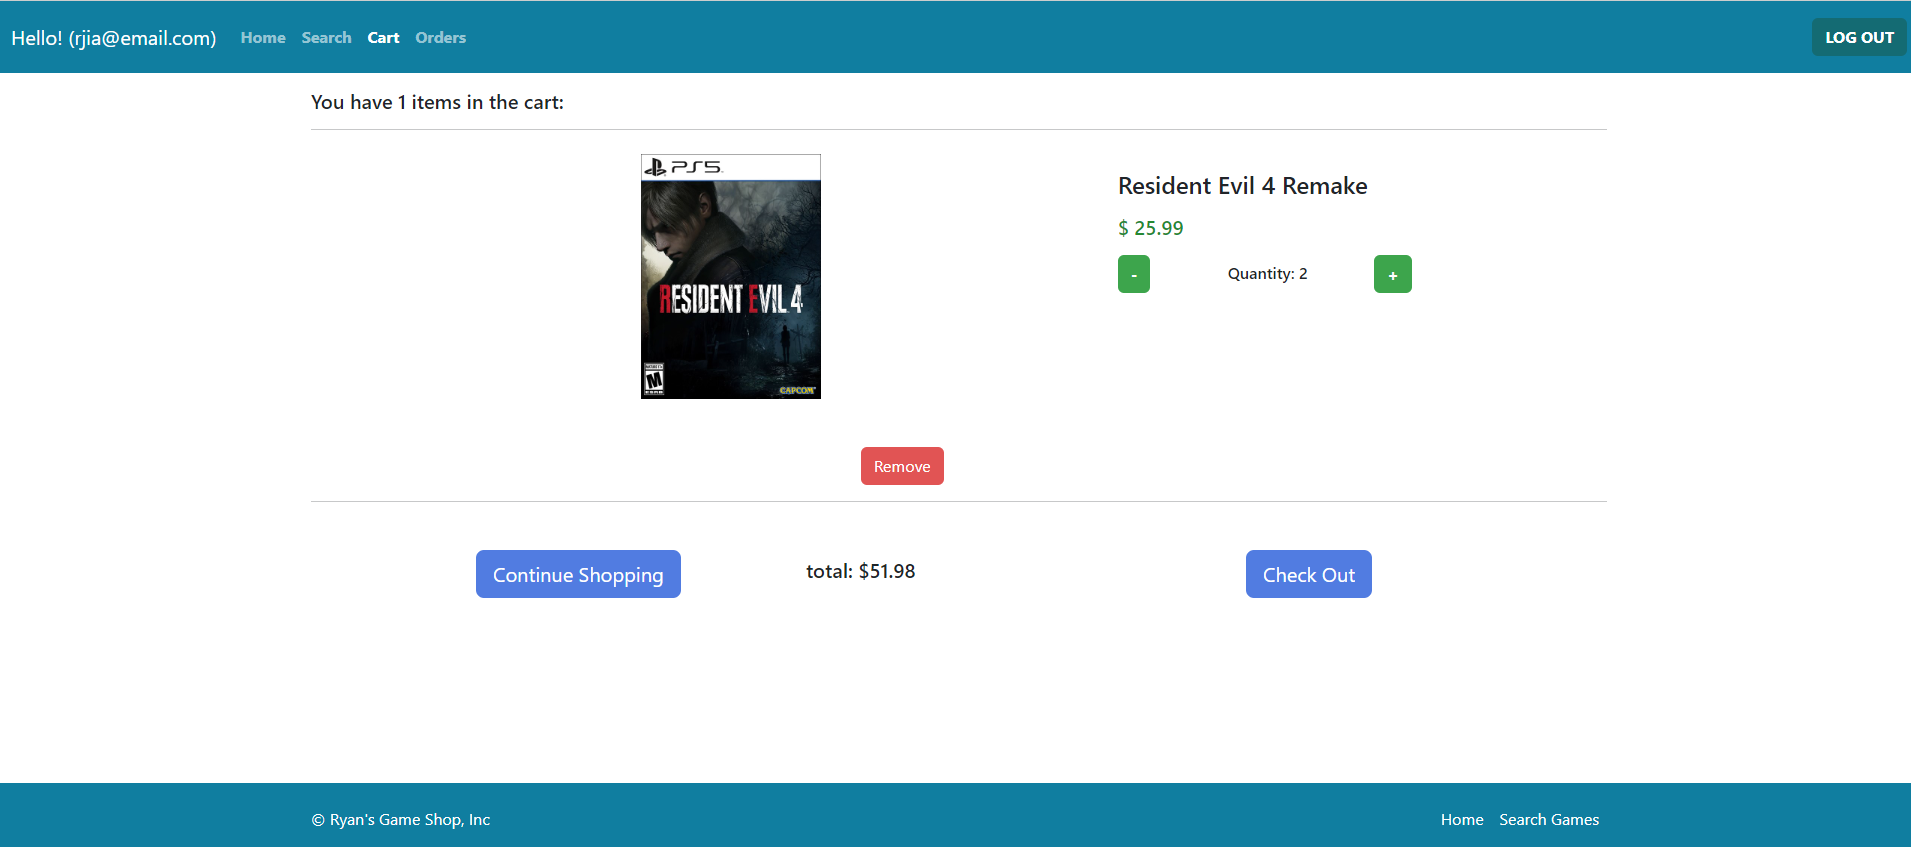 Hello! (rjia@email.com) Home Search Cart Orders LOG OUT
You have 1 items in the cart:
PS5
RESIDENT EVIL 4
M
CAPCOM
Resident Evil 4 Remake
$ 25.99
- Quantity: 2 +
Remove
Continue Shopping total: $51.98 Check Out
© Ryan's Game Shop, Inc Home Search Games